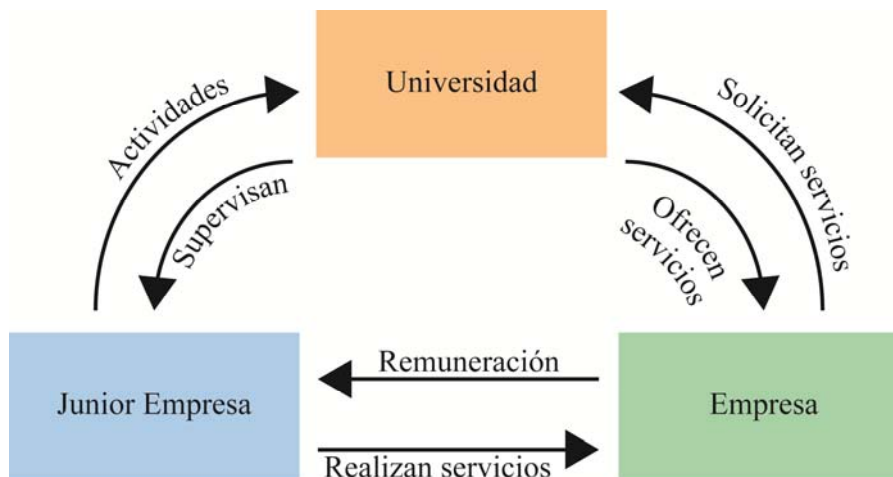 Universidad
Actividades
Supervisan
Solicitan servicios
Ofrecen
servicios
Junior Empresa
Remuneración
Realizan servicios
Empresa